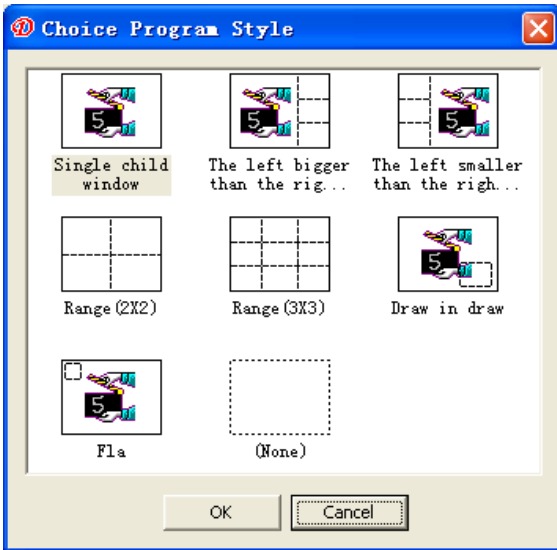 Choice Program Style
Single child
window
The left bigger
than the rig...
The left smaller
than the righ...
Range(2X2)
Range(3X3)
Draw in draw
Fla
(None)
OK
Cancel